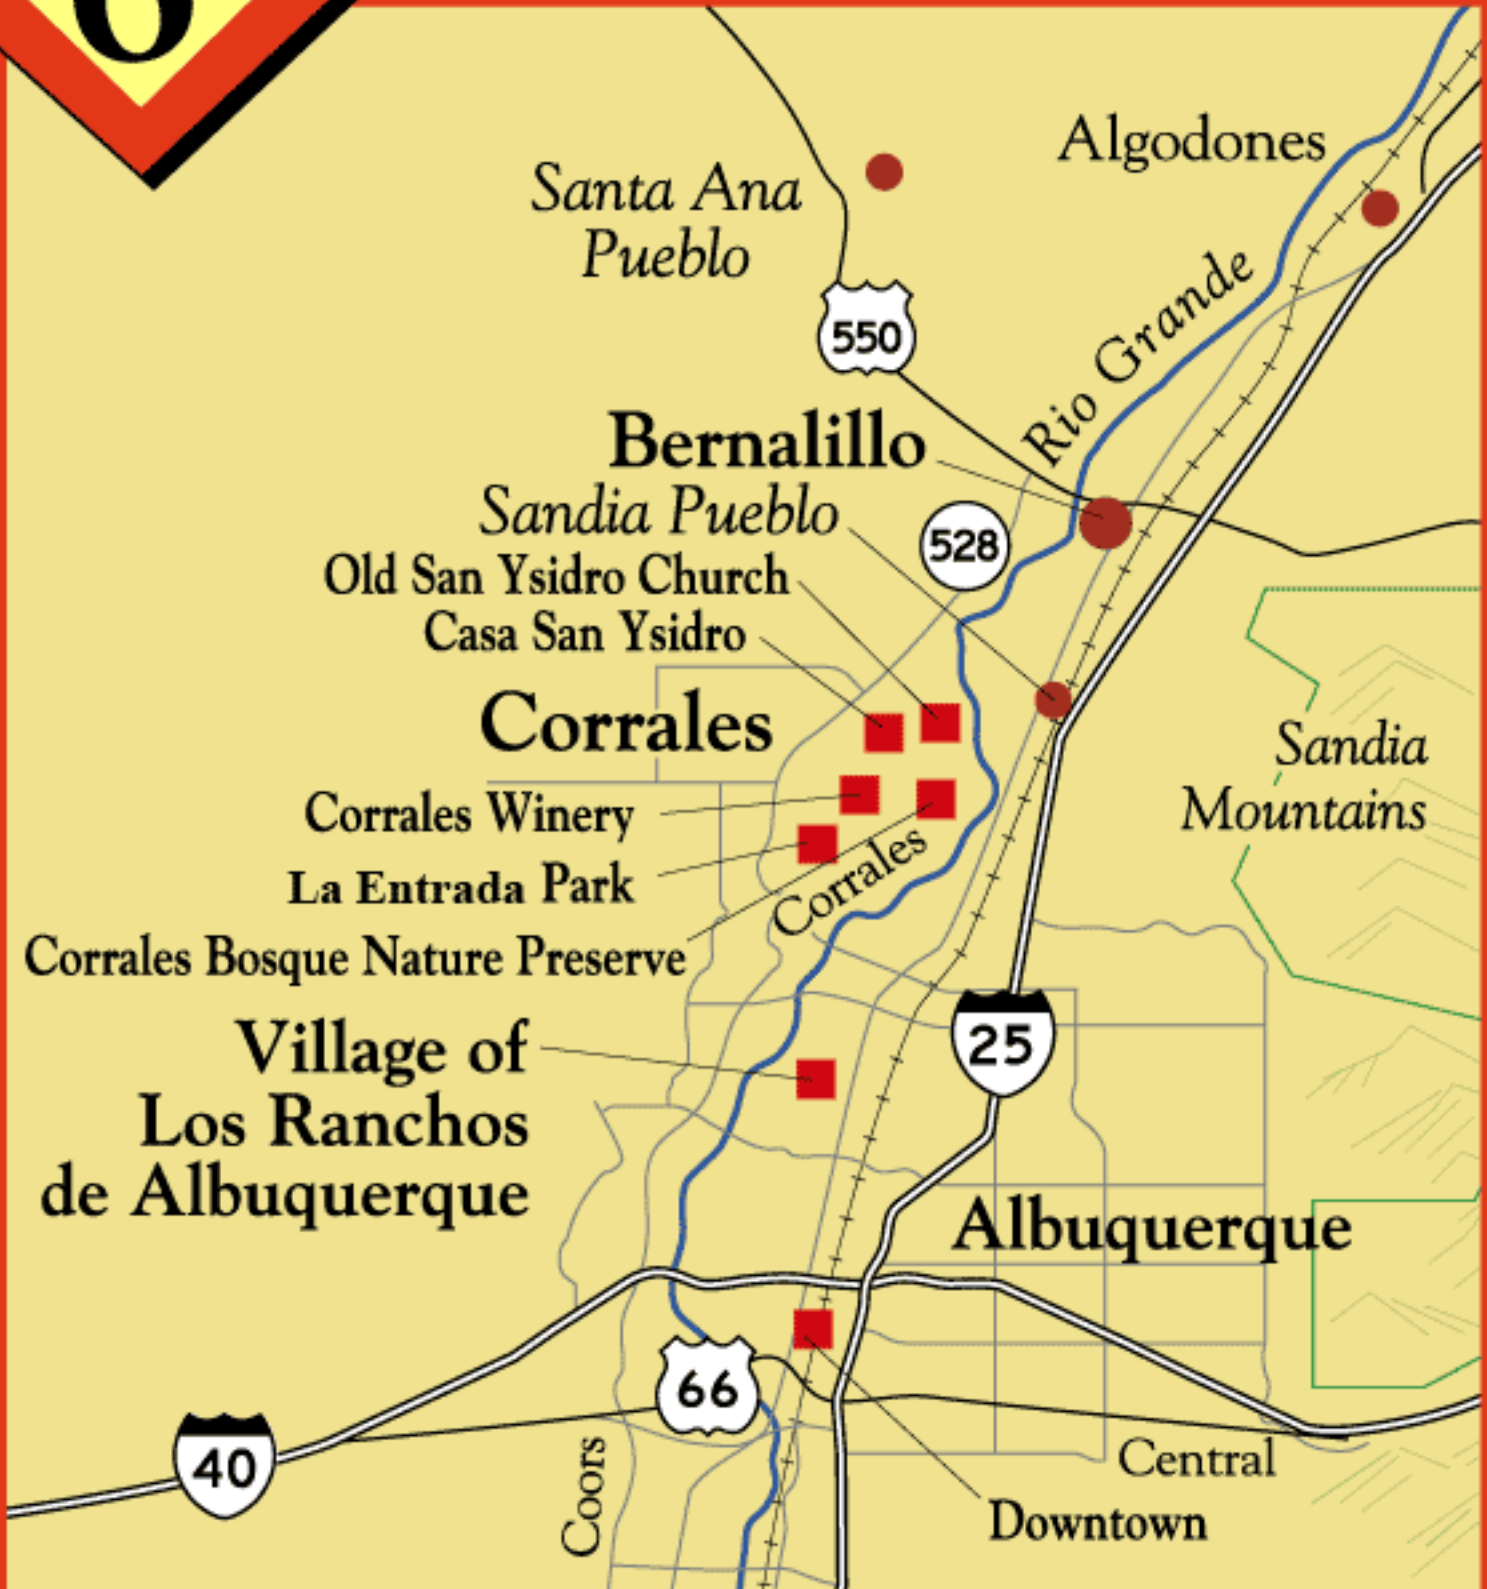 6
Algodones
Santa Ana
Pueblo
Rio Grande
550
Bernalillo
Sandia Pueblo
528
Old San Ysidro Church
Casa San Ysidro
Corrales
Sandia
Mountains
Corrales Winery
La Entrada Park
Corrales
Corrales Bosque Nature Preserve
Village of
Los Ranchos
de Albuquerque
25
Albuquerque
66
40
Coors
Central
Downtown